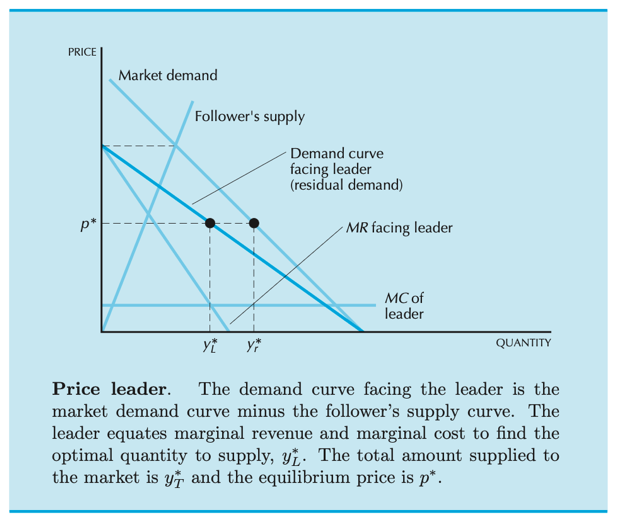 PRICE
Market demand
Follower's supply
Demand curve
facing leader
(residual demand)
p*
MR facing leader
MC of
leader
y*L
y*r
QUANTITY
Price leader. The demand curve facing the leader is the
market demand curve minus the follower’s supply curve. The
leader equates marginal revenue and marginal cost to find the
optimal quantity to supply, y*L. The total amount supplied to
the market is y*T and the equilibrium price is p*.